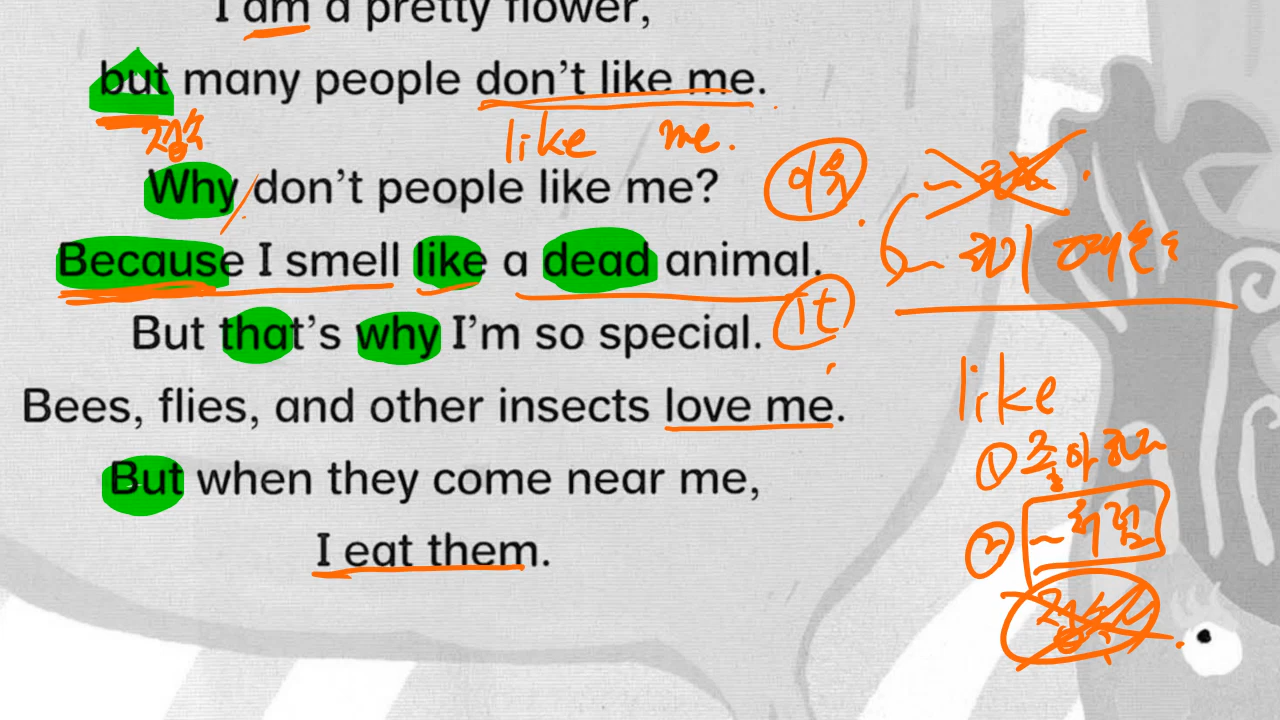 I am a pretty flower,
but many people don't like me.
접속
like me.
Why don't people like me?
이유
Because I smell like a dead animal.
~ 하기 때문에
But that's why I'm so special.
it
Bees, flies, and other insects love me.
like
But when they come near me,
① 좋아하다
② ~처럼
I eat them.